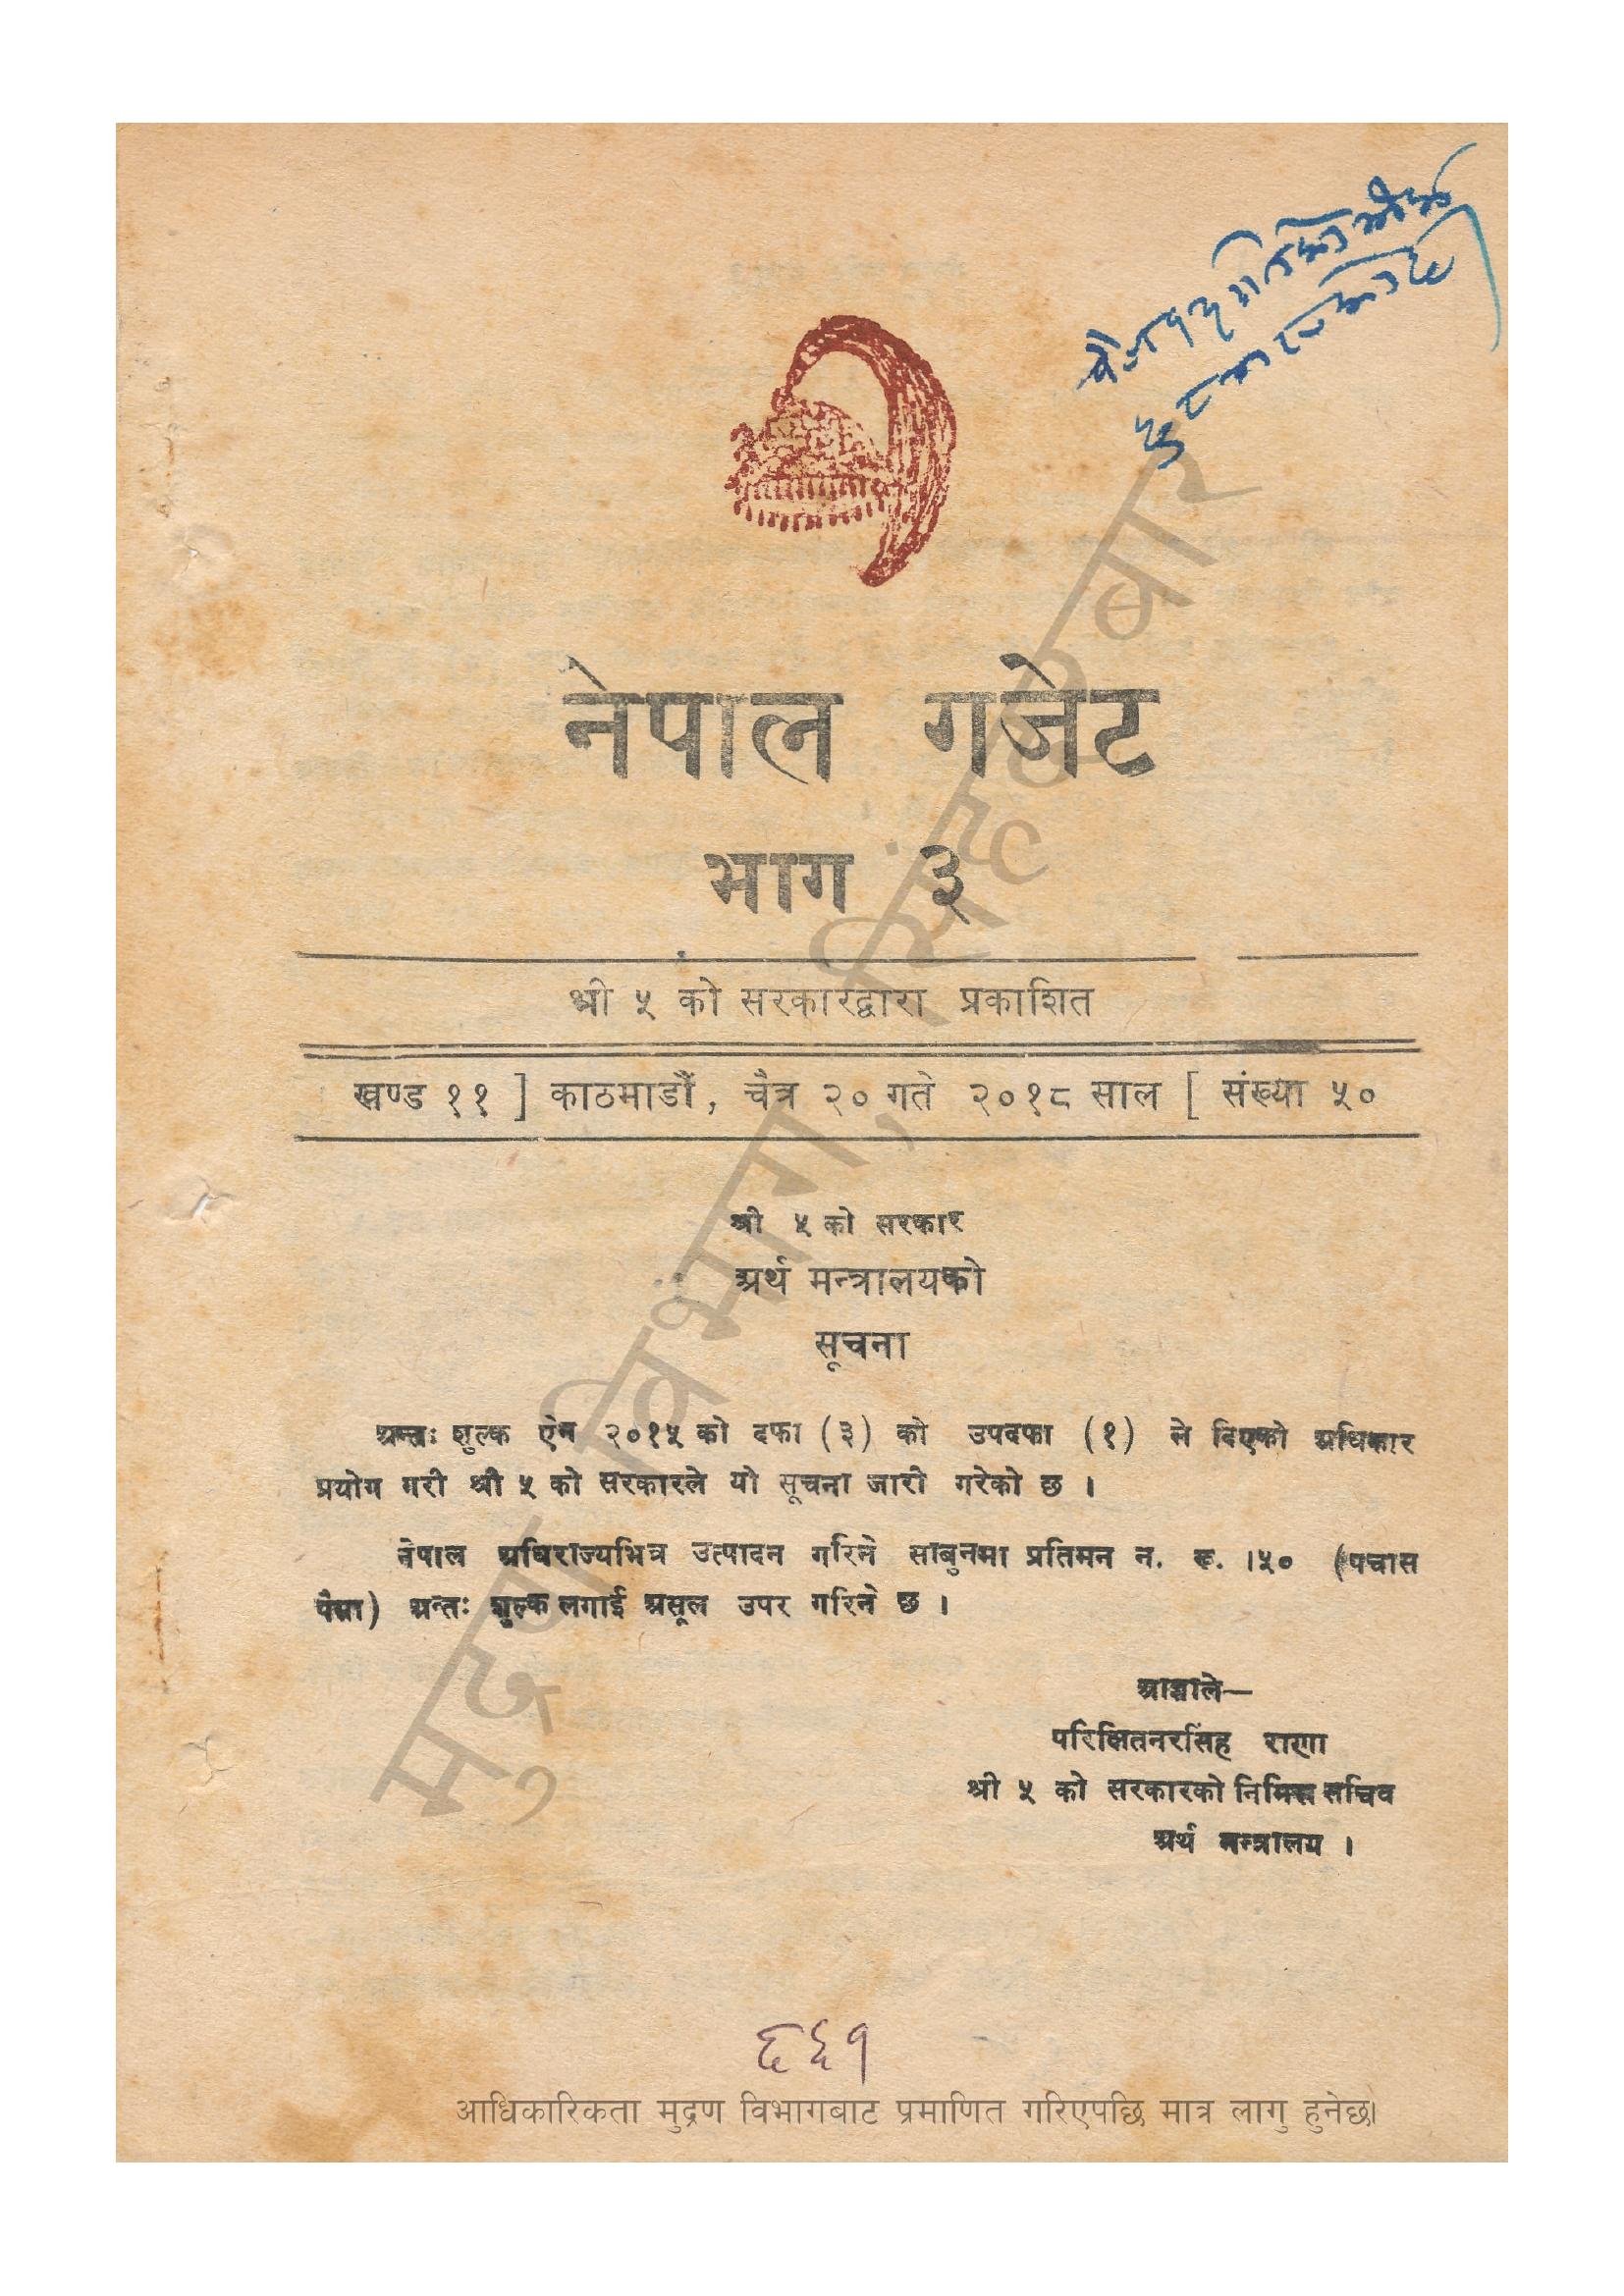 नेपाल गजेट
भाग ३
श्री ५ को सरकारद्वारा प्रकाशित
खण्ड ११ ] काठमाडौं, चैत्र २० गते २०१८ साल [ संख्या ५०
श्री ५ को सरकार
अर्थ मन्त्रालयको
सूचना
अन्तः शुल्क ऐन २०१५ को दफा (३) को उपदफा (१) ले दिएको अधिकार
प्रयोग गरी श्री ५ को सरकारले यो सूचना जारी गरेको छ ।
नेपाल अधिराज्यभित्र उत्पादन गरिने साबुनमा प्रतिमन न. रू. ।५० (पचास
पैसा) अन्तः शुल्क लगाई असूल उपर गरिने छ ।
आज्ञाले—
परिक्षितनरसिंह राणा
श्री ५ को सरकारको निमित्त सचिव
अर्थ मन्त्रालय ।
मुद्रण विभाग, सिंहदरबार
६६१
आधिकारिकता मुद्रण विभागबाट प्रमाणित गरिएपछि मात्र लागु हुनेछ।